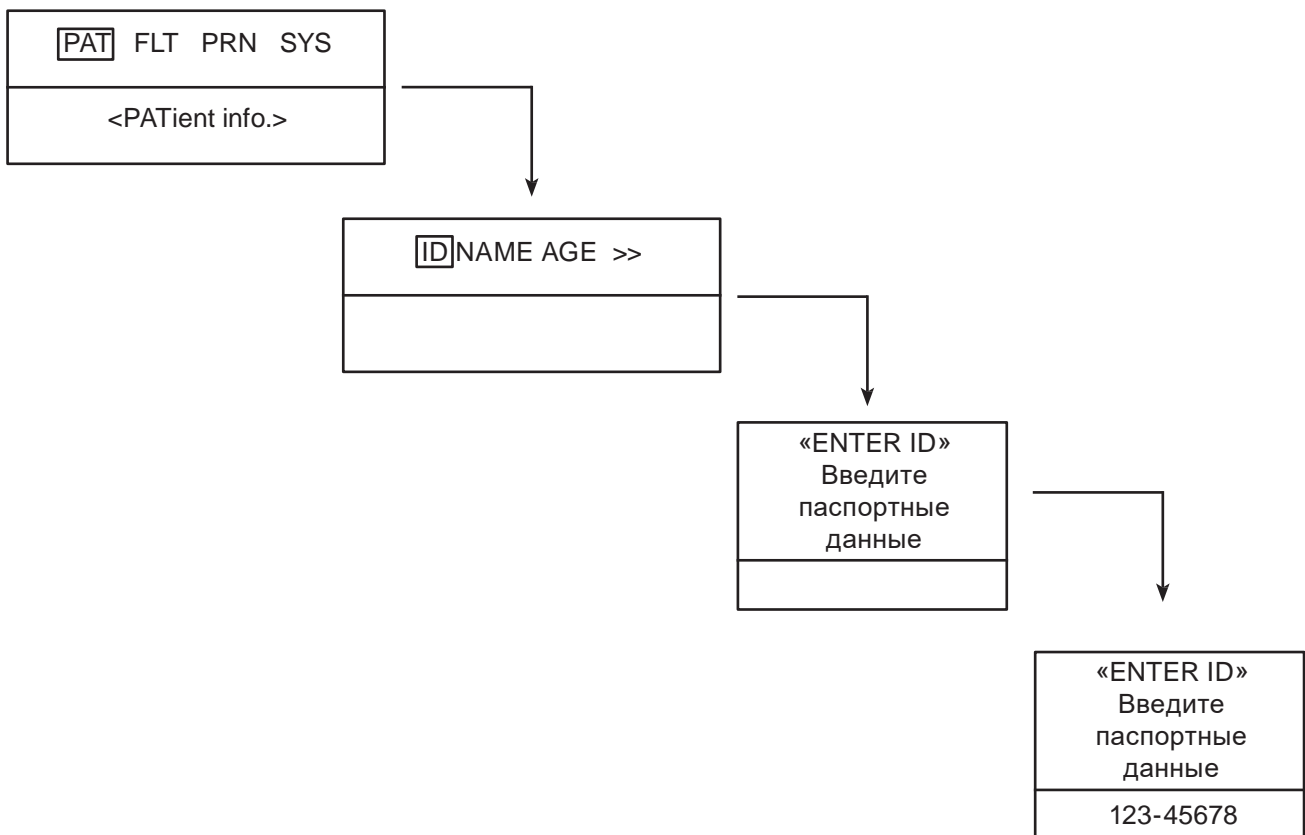 PAT FLT PRN SYS
<PATient info.>
ID NAME AGE >>
«ENTER ID»
Введите
паспортные
данные
«ENTER ID»
Введите
паспортные
данные
123-45678